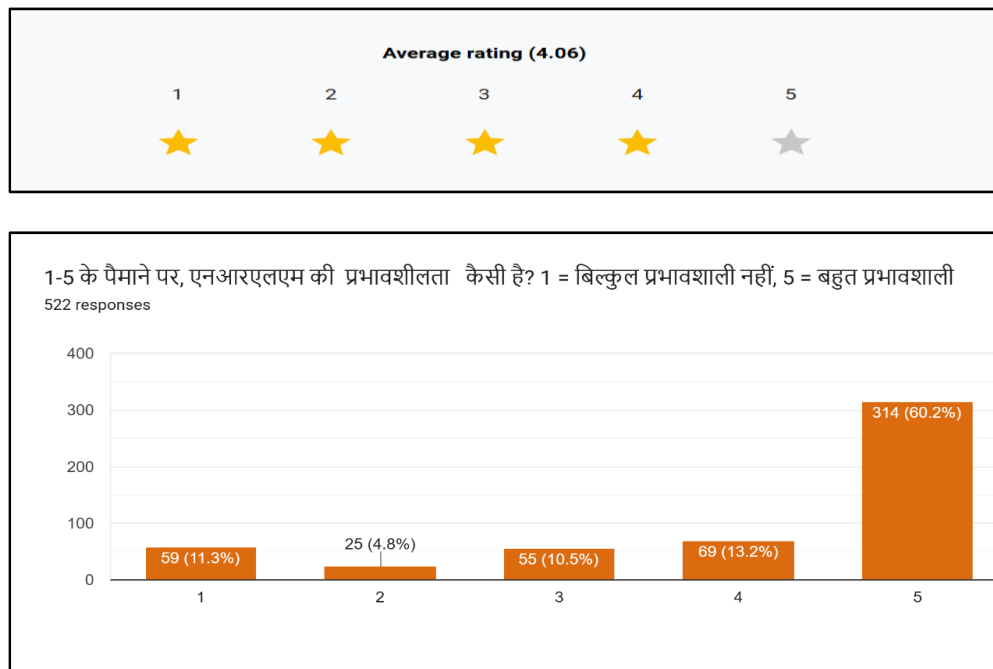 Average rating (4.06)
1 2 3 4 5
1-5 के पैमाने पर, एनआरएलएम की प्रभावशीलता कैसी है? 1 = बिल्कुल प्रभावशाली नहीं, 5 = बहुत प्रभावशाली
522 responses
400
300
200
100
0
59 (11.3%)
25 (4.8%)
55 (10.5%)
69 (13.2%)
314 (60.2%)
1 2 3 4 5